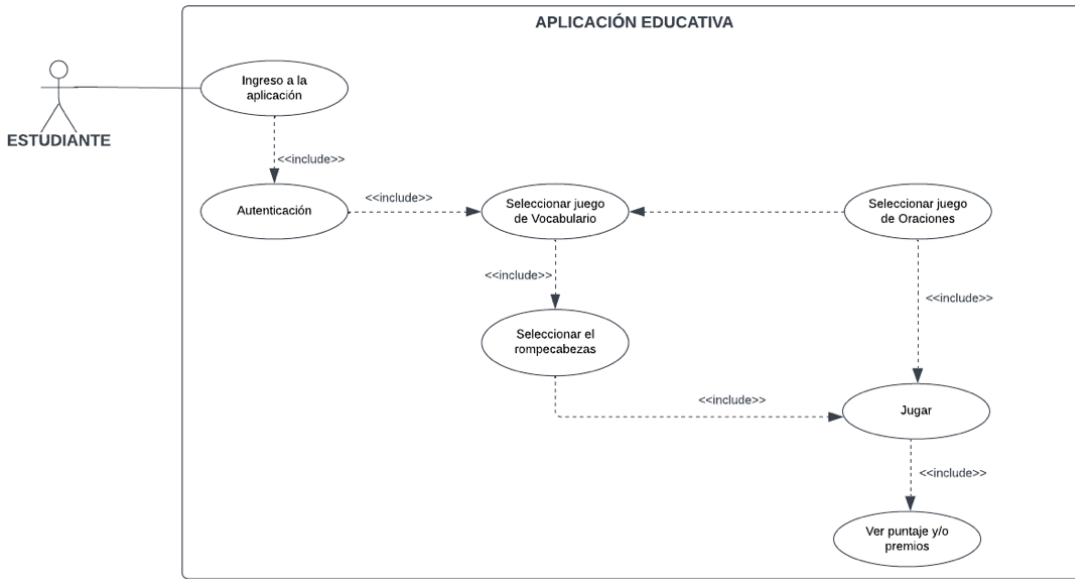 APLICACIÓN EDUCATIVA
Ingreso a la
aplicación
ESTUDIANTE
<<include>>
Autenticación
<<include>>
Seleccionar juego
de Vocabulario
Seleccionar juego
de Oraciones
<<include>>
<<include>>
Seleccionar el
rompecabezas
<<include>>
Jugar
<<include>>
Ver puntaje y/o
premios